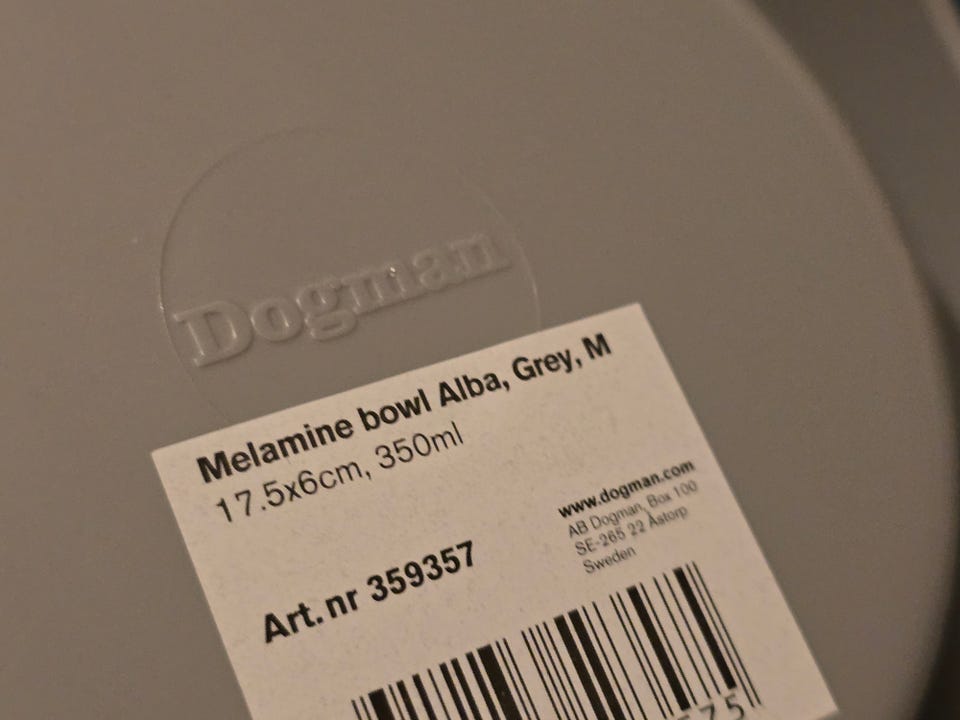 Dogman
Melamine bowl Alba, Grey, M
17.5x6cm, 350ml
www.dogman.com
AB Dogman, Box 100
SE-265 22 Åstorp
Sweden
Art. nr 359357